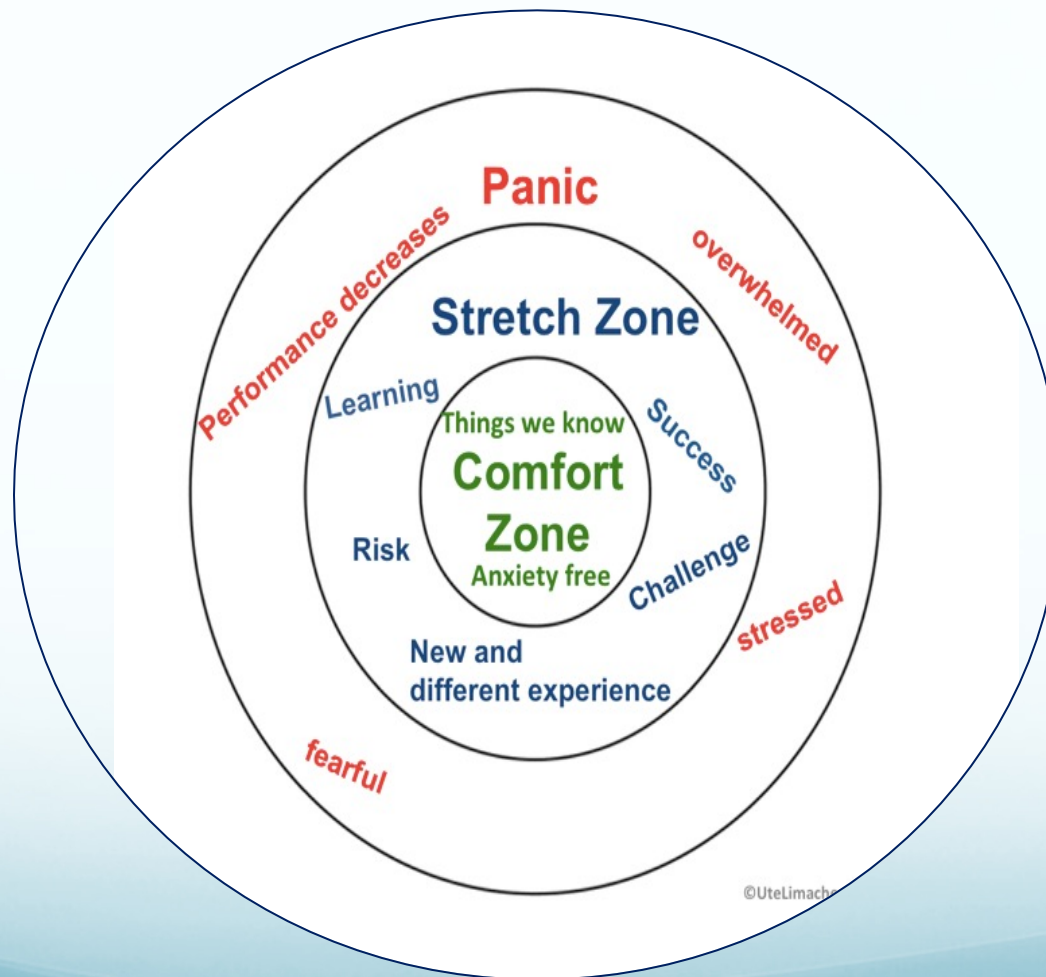 Panic
Performance decreases
overwhelmed
Stretch Zone
Learning
Success
Things we know
Comfort
Zone
Anxiety free
Risk
Challenge
stressed
New and
different experience
fearful